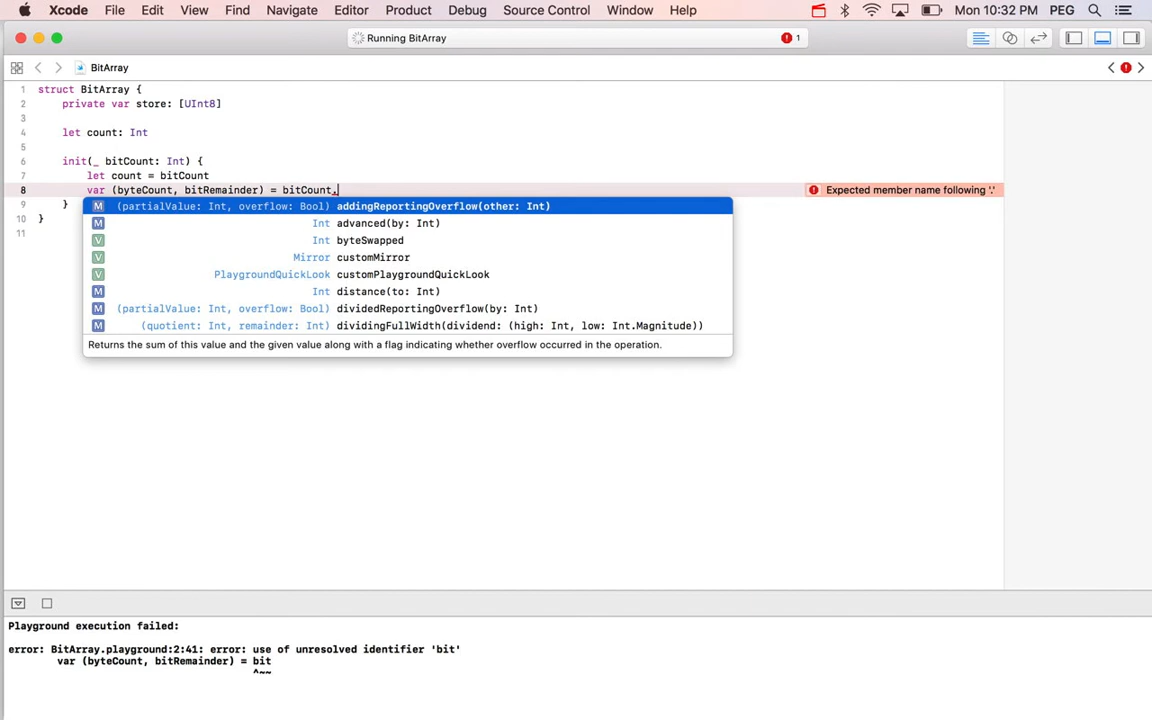 Xcode File Edit View Find Navigate Editor Product Debug Source Control Window Help Mon 10:32 PM PEG
Running BitArray 1
BitArray
1 struct BitArray {
2 private var store: [UInt8]
3
4 let count: Int
5
6 init(_ bitCount: Int) {
7 let count = bitCount
8 var (byteCount, bitRemainder) = bitCount. Expected member name following '.'
M (partialValue: Int, overflow: Bool) addingReportingOverflow(other: Int)
9 }
M Int advanced(by: Int)
10 }
V Int byteSwapped
11
V Mirror customMirror
V PlaygroundQuickLook customPlaygroundQuickLook
M Int distance(to: Int)
M (partialValue: Int, overflow: Bool) dividedReportingOverflow(by: Int)
M (quotient: Int, remainder: Int) dividingFullWidth(dividend: (high: Int, low: Int.Magnitude))
Returns the sum of this value and the given value along with a flag indicating whether overflow occurred in the operation.
Playground execution failed:
error: BitArray.playground:2:41: error: use of unresolved identifier 'bit'
var (byteCount, bitRemainder) = bit
^~~